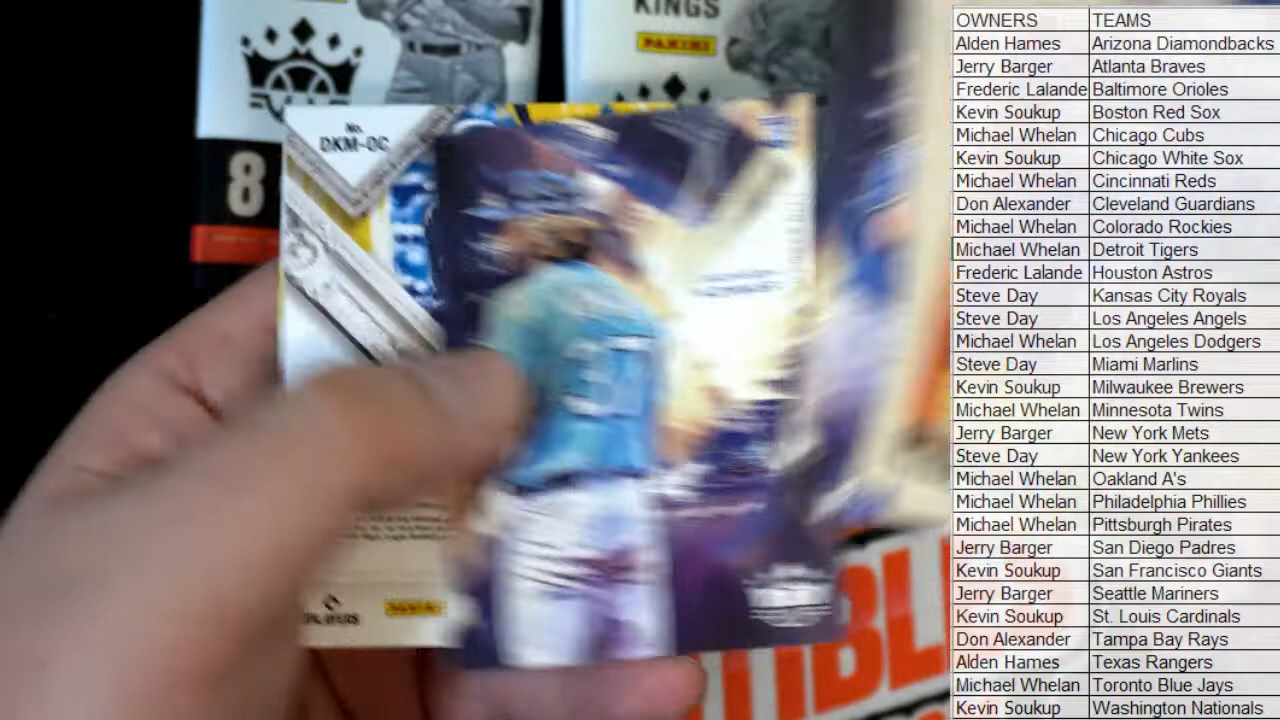 KINGS
PANINI
8
No.
DKM-OC
37
PANINI
OWNERS TEAMS
Alden Hames Arizona Diamondbacks
Jerry Barger Atlanta Braves
Frederic Lalande Baltimore Orioles
Kevin Soukup Boston Red Sox
Michael Whelan Chicago Cubs
Kevin Soukup Chicago White Sox
Michael Whelan Cincinnati Reds
Don Alexander Cleveland Guardians
Michael Whelan Colorado Rockies
Michael Whelan Detroit Tigers
Frederic Lalande Houston Astros
Steve Day Kansas City Royals
Steve Day Los Angeles Angels
Michael Whelan Los Angeles Dodgers
Steve Day Miami Marlins
Kevin Soukup Milwaukee Brewers
Michael Whelan Minnesota Twins
Jerry Barger New York Mets
Steve Day New York Yankees
Michael Whelan Oakland A's
Michael Whelan Philadelphia Phillies
Michael Whelan Pittsburgh Pirates
Jerry Barger San Diego Padres
Kevin Soukup San Francisco Giants
Jerry Barger Seattle Mariners
Kevin Soukup St. Louis Cardinals
Don Alexander Tampa Bay Rays
Alden Hames Texas Rangers
Michael Whelan Toronto Blue Jays
Kevin Soukup Washington Nationals